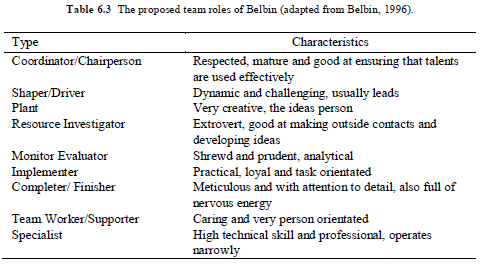 Table 6.3 The proposed team roles of Belbin (adapted from Belbin, 1996).
Type Characteristics
Coordinator/Chairperson Respected, mature and good at ensuring that talents
are used effectively
Shaper/Driver Dynamic and challenging, usually leads
Plant Very creative, the ideas person
Resource Investigator Extrovert, good at making outside contacts and
developing ideas
Monitor Evaluator Shrewd and prudent, analytical
Implementer Practical, loyal and task orientated
Completer/ Finisher Meticulous and with attention to detail, also full of
nervous energy
Team Worker/Supporter Caring and very person orientated
Specialist High technical skill and professional, operates
narrowly